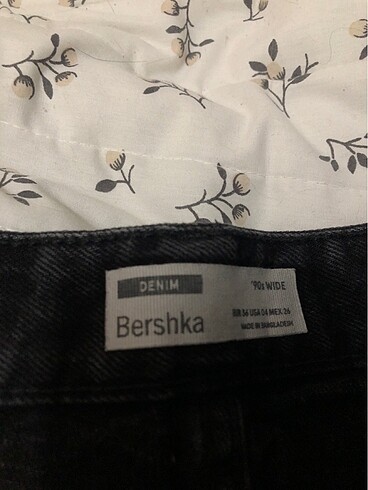 DENIM
'90s WIDE
Bershka
EUR 36 USA 04 MEX 26
MADE IN BANGLADESH